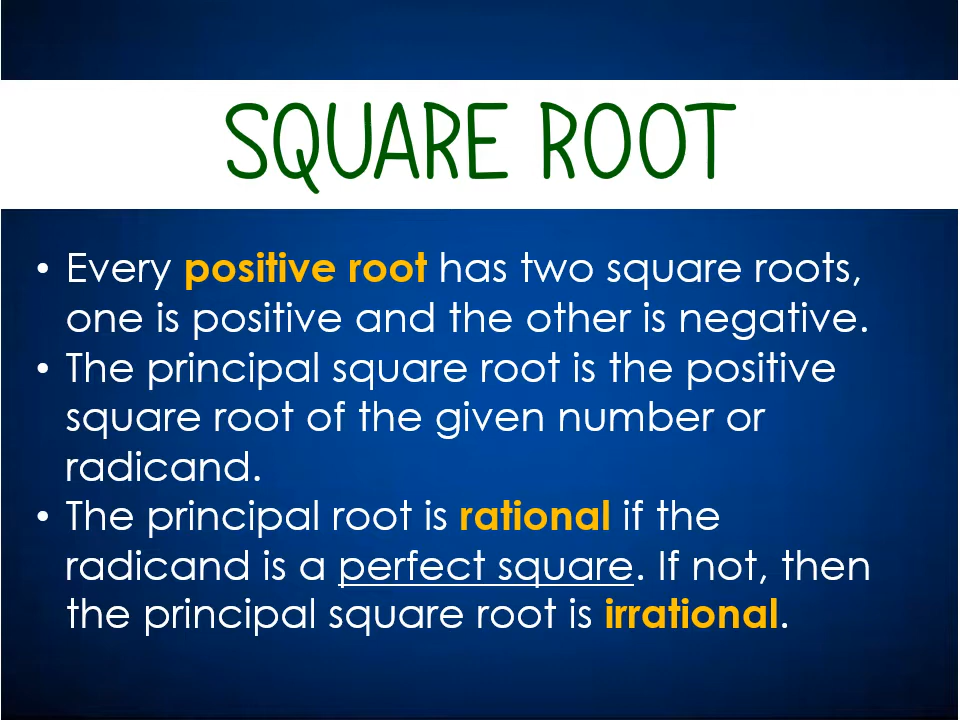 SQUARE ROOT
• Every positive root has two square roots,
one is positive and the other is negative.
• The principal square root is the positive
square root of the given number or
radicand.
• The principal root is rational if the
radicand is a perfect square. If not, then
the principal square root is irrational.